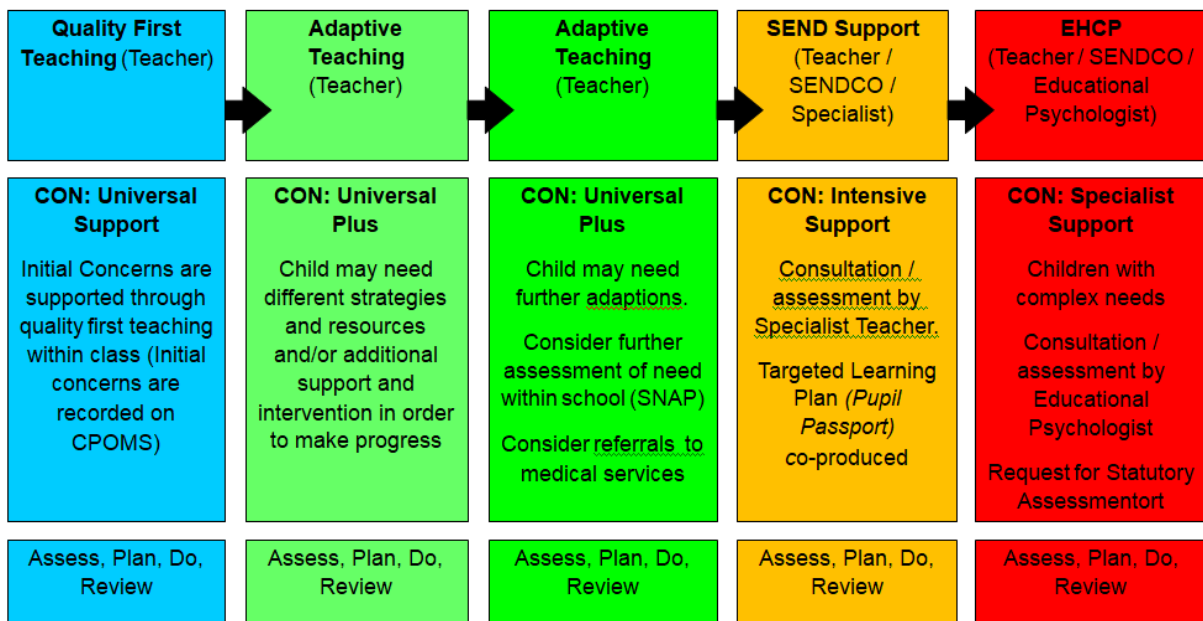 Quality First
Teaching (Teacher)
Adaptive
Teaching
(Teacher)
Adaptive
Teaching
(Teacher)
SEND Support
(Teacher /
SENDCO /
Specialist)
EHCP
(Teacher / SENDCO /
Educational
Psychologist)
CON: Universal
Support
Initial Concerns are
supported through
quality first teaching
within class (Initial
concerns are
recorded on
CPOMS)
CON: Universal
Plus
Child may need
different strategies
and resources
and/or additional
support and
intervention in order
to make progress
CON: Universal
Plus
Child may need
further adaptions.
Consider further
assessment of need
within school (SNAP)
Consider referrals to
medical services
CON: Intensive
Support
Consultation /
assessment by
Specialist Teacher.
Targeted Learning
Plan (Pupil
Passport)
co-produced
CON: Specialist
Support
Children with
complex needs
Consultation /
assessment by
Educational
Psychologist
Request for Statutory
Assessmentort
Assess, Plan, Do,
Review
Assess, Plan, Do,
Review
Assess, Plan, Do,
Review
Assess, Plan, Do,
Review
Assess, Plan, Do,
Review